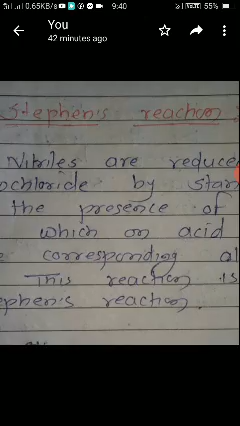 0.65KB/s 9:40 55%
You
42 minutes ago
Stephen's reaction:
Nitriles are reduce
ochloride by Stan
the presence of
which on acid
corresponding al
This reaction is
ephen's reaction.